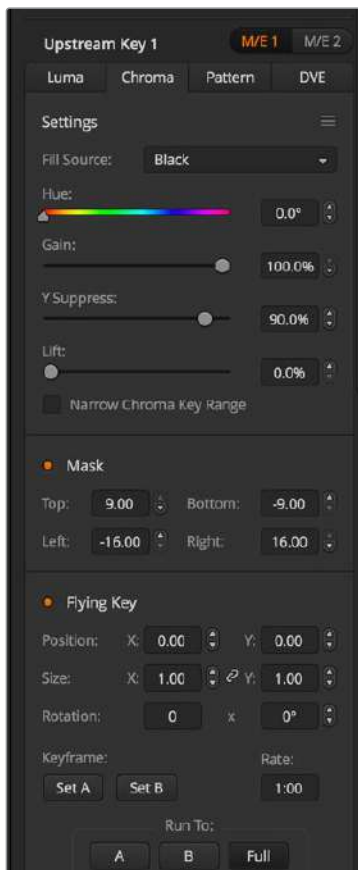 Upstream Key 1 M/E 1 M/E 2
Luma Chroma Pattern DVE
Settings
Fill Source: Black
Hue:
0.0°
Gain:
100.0%
Y Suppress:
90.0%
Lift:
0.0%
Narrow Chroma Key Range
Mask
Top: 9.00 Bottom: -9.00
Left: -16.00 Right: 16.00
Flying Key
Position: X: 0.00 Y: 0.00
Size: X: 1.00 Y: 1.00
Rotation: 0 x 0°
Keyframe: Rate:
Set A Set B 1:00
Run To:
A B Full